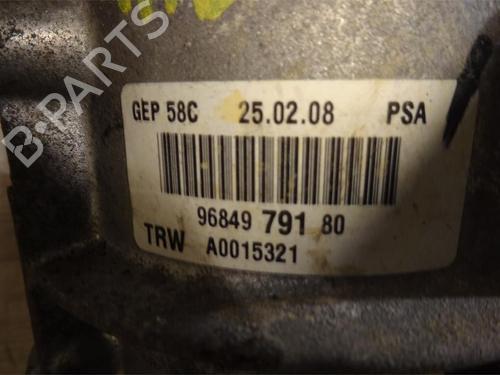 GEP 58C 25.02.08 PSA
96849 791 80
TRW A0015321
B-PARTS